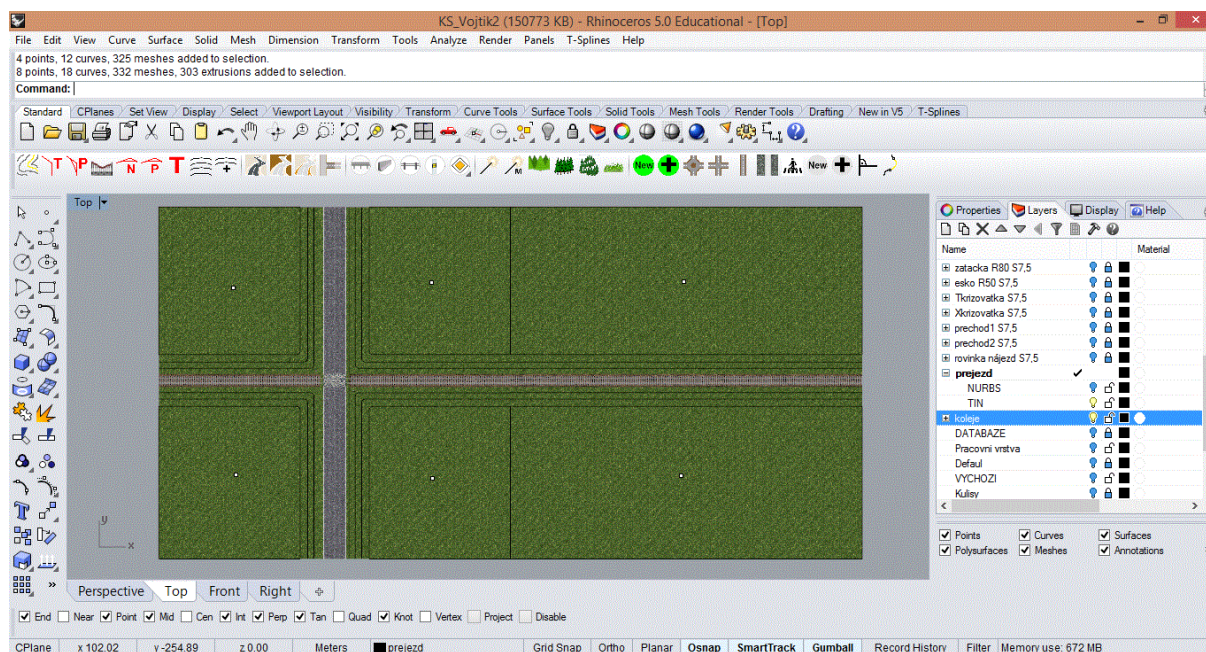 KS_Vojtik2 (150773 KB) - Rhinoceros 5.0 Educational - [Top]
File Edit View Curve Surface Solid Mesh Dimension Transform Tools Analyze Render Panels T-Splines Help
4 points, 12 curves, 325 meshes added to selection.
8 points, 18 curves, 332 meshes, 303 extrusions added to selection.
Command:
Standard CPlanes Set View Display Select Viewport Layout Visibility Transform Curve Tools Surface Tools Solid Tools Mesh Tools Render Tools Drafting New in V5 T-Splines
T P N P T M New New
Top
Properties Layers Display Help
Name Material
zatacka R80 S7,5
esko R50 S7,5
Tkrizovatka S7,5
Xkrizovatka S7,5
prechod1 S7,5
prechod2 S7,5
rovinka nájezd S7,5
prejezd
NURBS
TIN
koleje
DATABAZE
Pracovni vrstva
Defaul
VYCHOZI
Kulisy
y
x
Points Curves Surfaces
Polysurfaces Meshes Annotations
Perspective Top Front Right
End Near Point Mid Cen Int Perp Tan Quad Knot Vertex Project Disable
CPlane x 102.02 y -254.89 z 0.00 Meters prejezd Grid Snap Ortho Planar Osnap SmartTrack Gumball Record History Filter Memory use: 672 MB